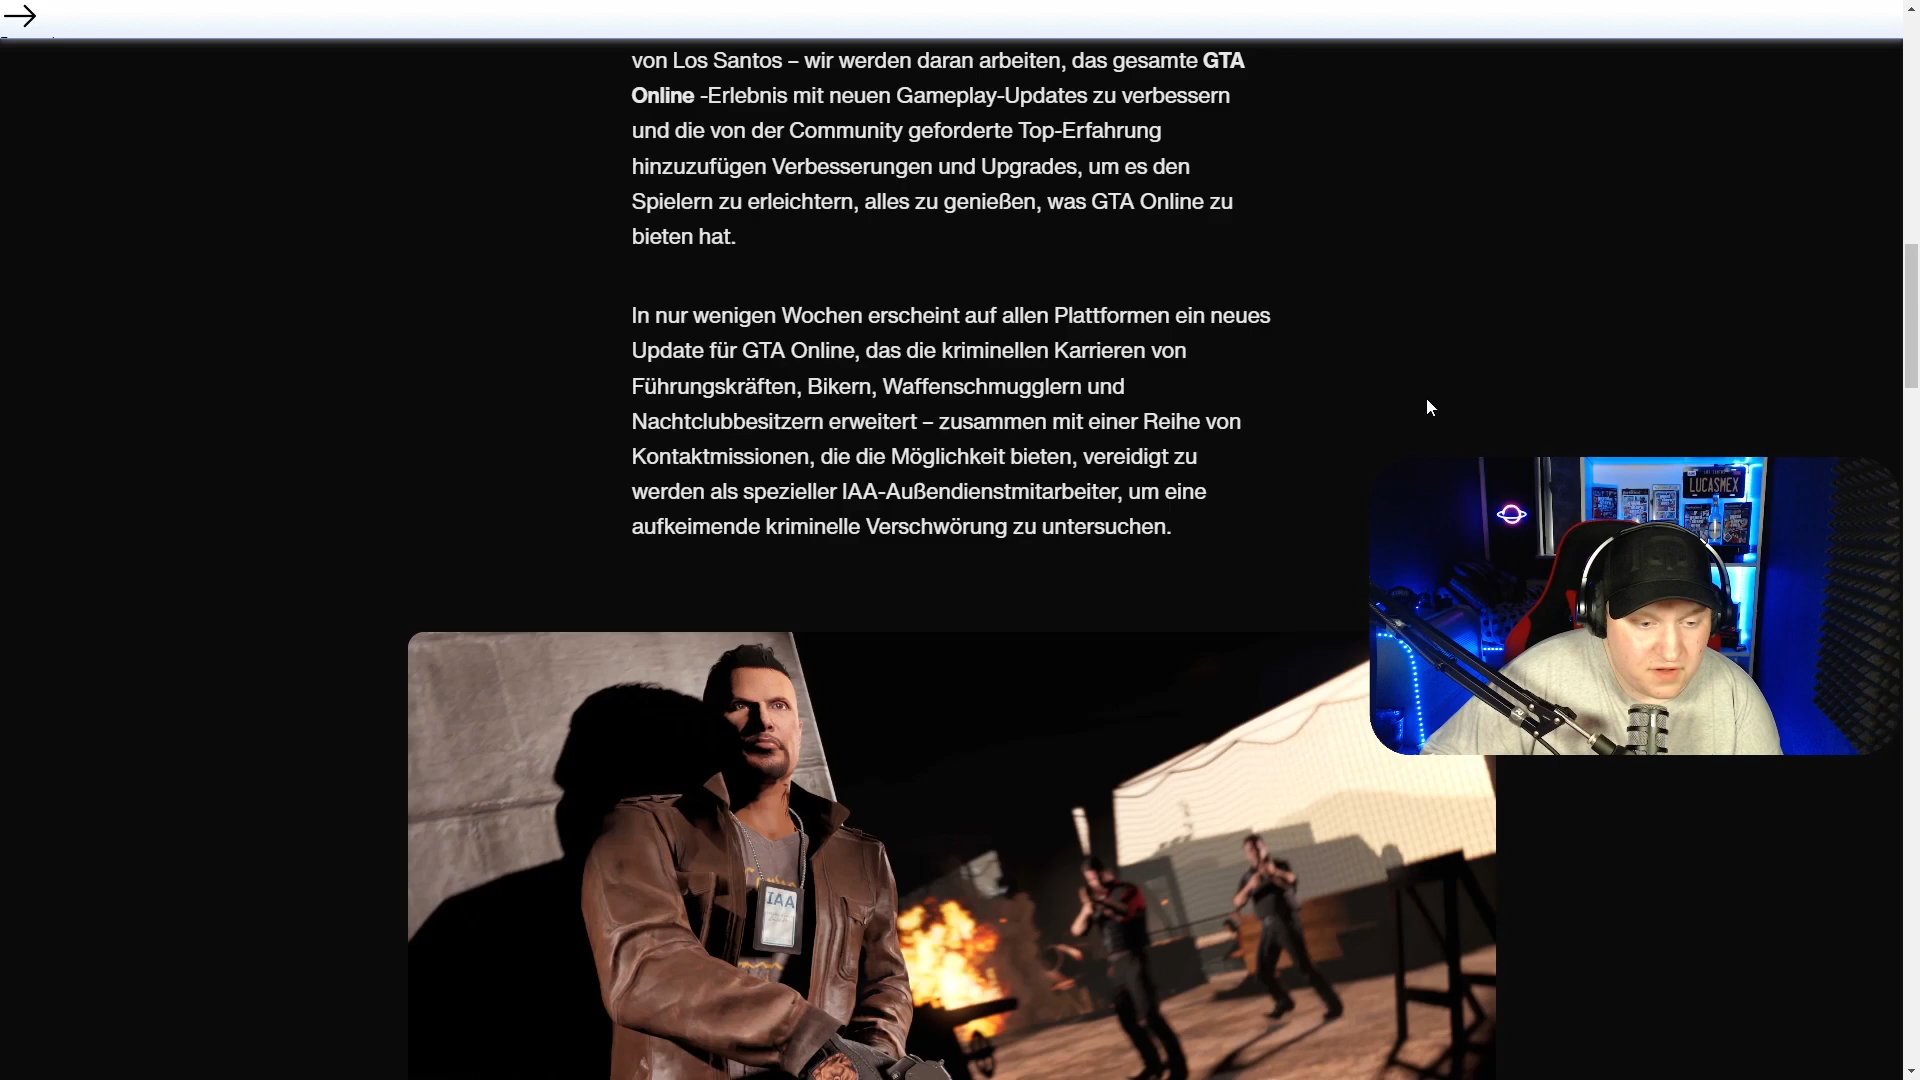 von Los Santos – wir werden daran arbeiten, das gesamte GTA
Online -Erlebnis mit neuen Gameplay-Updates zu verbessern
und die von der Community geforderte Top-Erfahrung
hinzuzufügen Verbesserungen und Upgrades, um es den
Spielern zu erleichtern, alles zu genießen, was GTA Online zu
bieten hat.
In nur wenigen Wochen erscheint auf allen Plattformen ein neues
Update für GTA Online, das die kriminellen Karrieren von
Führungskräften, Bikern, Waffenschmugglern und
Nachtclubbesitzern erweitert – zusammen mit einer Reihe von
Kontaktmissionen, die die Möglichkeit bieten, vereidigt zu
werden als spezieller IAA-Außendienstmitarbeiter, um eine
aufkeimende kriminelle Verschwörung zu untersuchen.
LUCASMEX
IAA